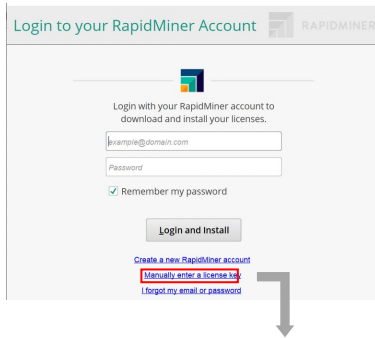 Login to your RapidMiner Account
RAPIDMINER
Login with your RapidMiner account to
download and install your licenses.
example@domain.com
Password
Remember my password
Login and Install
Create a new RapidMiner account
Manually enter a license key
I forgot my email or password